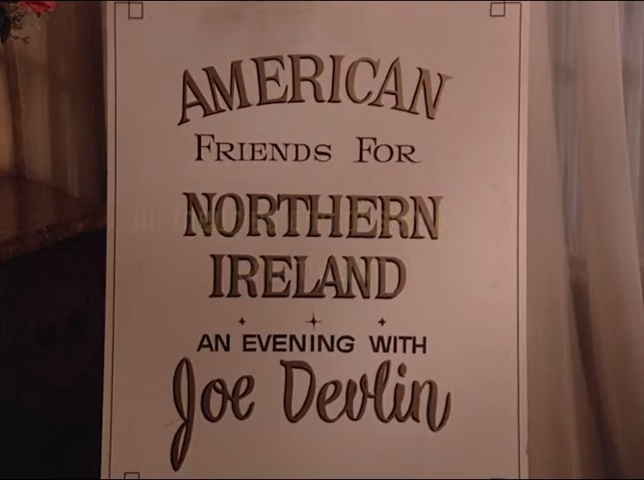 AMERICAN
FRIENDS FOR
NORTHERN
IRELAND
AN EVENING WITH
Joe Devlin